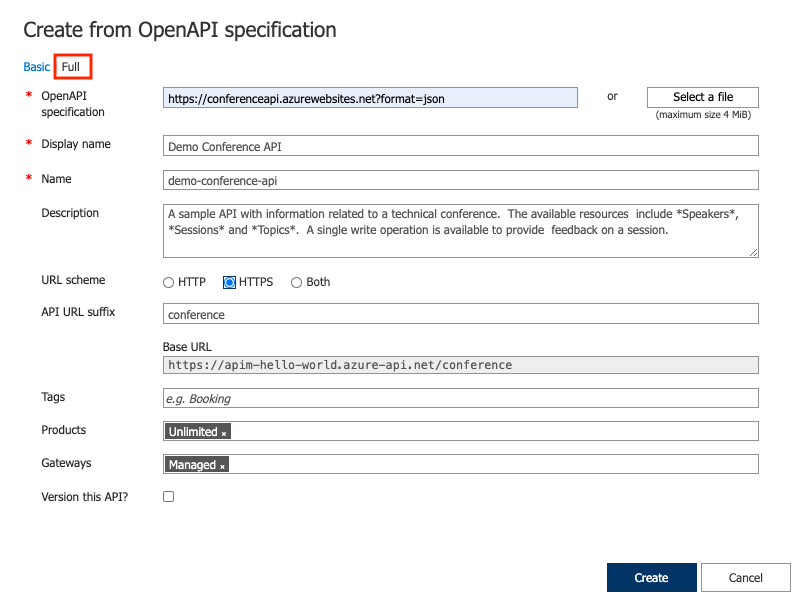 Create from OpenAPI specification
Basic Full
* OpenAPI specification
https://conferenceapi.azurewebsites.net?format=json
or
Select a file
(maximum size 4 MiB)
* Display name
Demo Conference API
* Name
demo-conference-api
Description
A sample API with information related to a technical conference.  The available resources  include *Speakers*,
*Sessions* and *Topics*.  A single write operation is available to provide  feedback on a session.
URL scheme
HTTP HTTPS Both
API URL suffix
conference
Base URL
https://apim-hello-world.azure-api.net/conference
Tags
e.g. Booking
Products
Unlimited x
Gateways
Managed x
Version this API?
Create Cancel